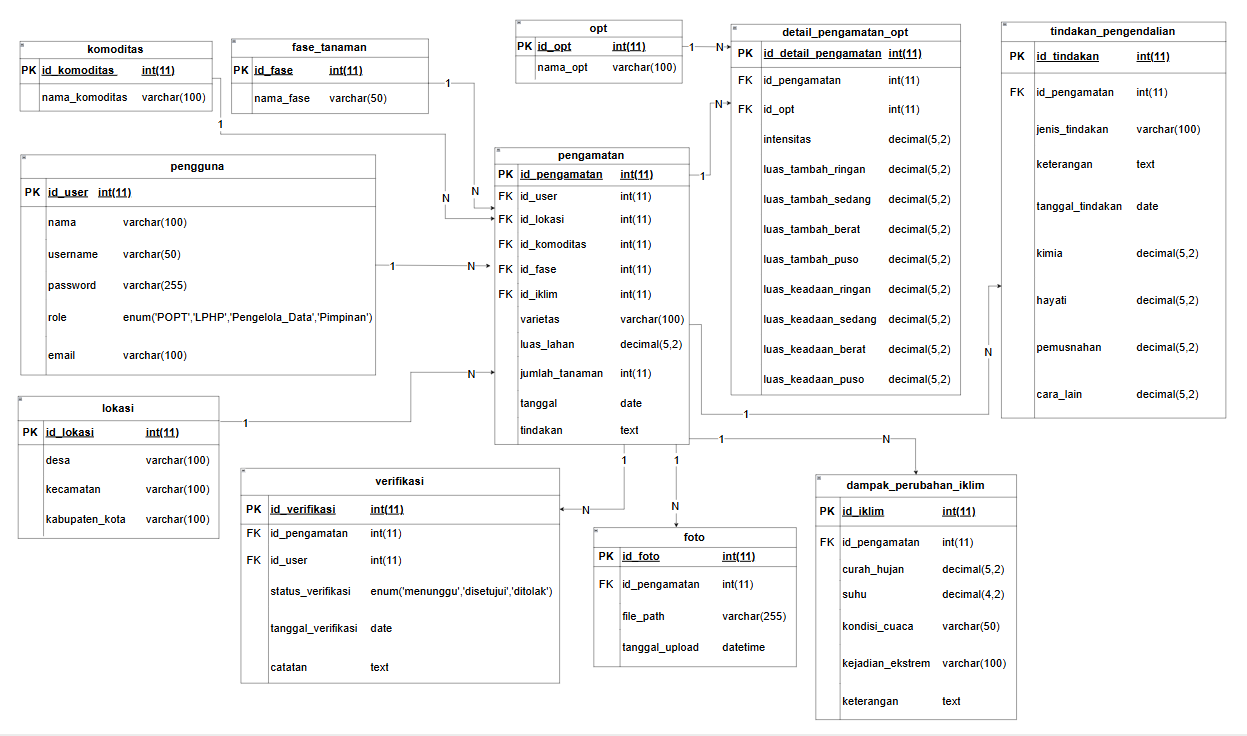 komoditas
PK id_komoditas int(11)
nama_komoditas varchar(100)
fase_tanaman
PK id_fase int(11)
nama_fase varchar(50)
opt
PK id_opt int(11)
nama_opt varchar(100)
detail_pengamatan_opt
PK id_detail_pengamatan int(11)
FK id_pengamatan int(11)
FK id_opt int(11)
intensitas decimal(5,2)
luas_tambah_ringan decimal(5,2)
luas_tambah_sedang decimal(5,2)
luas_tambah_berat decimal(5,2)
luas_tambah_puso decimal(5,2)
luas_keadaan_ringan decimal(5,2)
luas_keadaan_sedang decimal(5,2)
luas_keadaan_berat decimal(5,2)
luas_keadaan_puso decimal(5,2)
tindakan_pengendalian
PK id_tindakan int(11)
FK id_pengamatan int(11)
jenis_tindakan varchar(100)
keterangan text
tanggal_tindakan date
kimia decimal(5,2)
hayati decimal(5,2)
pemusnahan decimal(5,2)
cara_lain decimal(5,2)
pengguna
PK id_user int(11)
nama varchar(100)
username varchar(50)
password varchar(255)
role enum('POPT','LPHP','Pengelola_Data','Pimpinan')
email varchar(100)
pengamatan
PK id_pengamatan int(11)
FK id_user int(11)
FK id_lokasi int(11)
FK id_komoditas int(11)
FK id_fase int(11)
FK id_iklim int(11)
varietas varchar(100)
luas_lahan decimal(5,2)
jumlah_tanaman int(11)
tanggal date
tindakan text
lokasi
PK id_lokasi int(11)
desa varchar(100)
kecamatan varchar(100)
kabupaten_kota varchar(100)
verifikasi
PK id_verifikasi int(11)
FK id_pengamatan int(11)
FK id_user int(11)
status_verifikasi enum('menunggu','disetujui','ditolak')
tanggal_verifikasi date
catatan text
foto
PK id_foto int(11)
FK id_pengamatan int(11)
file_path varchar(255)
tanggal_upload datetime
dampak_perubahan_iklim
PK id_iklim int(11)
FK id_pengamatan int(11)
curah_hujan decimal(5,2)
suhu decimal(4,2)
kondisi_cuaca varchar(50)
kejadian_ekstrem varchar(100)
keterangan text
1
N
1
N
1
N
1
N
1
N
1
N
1
N
1
N
1
N
1
N